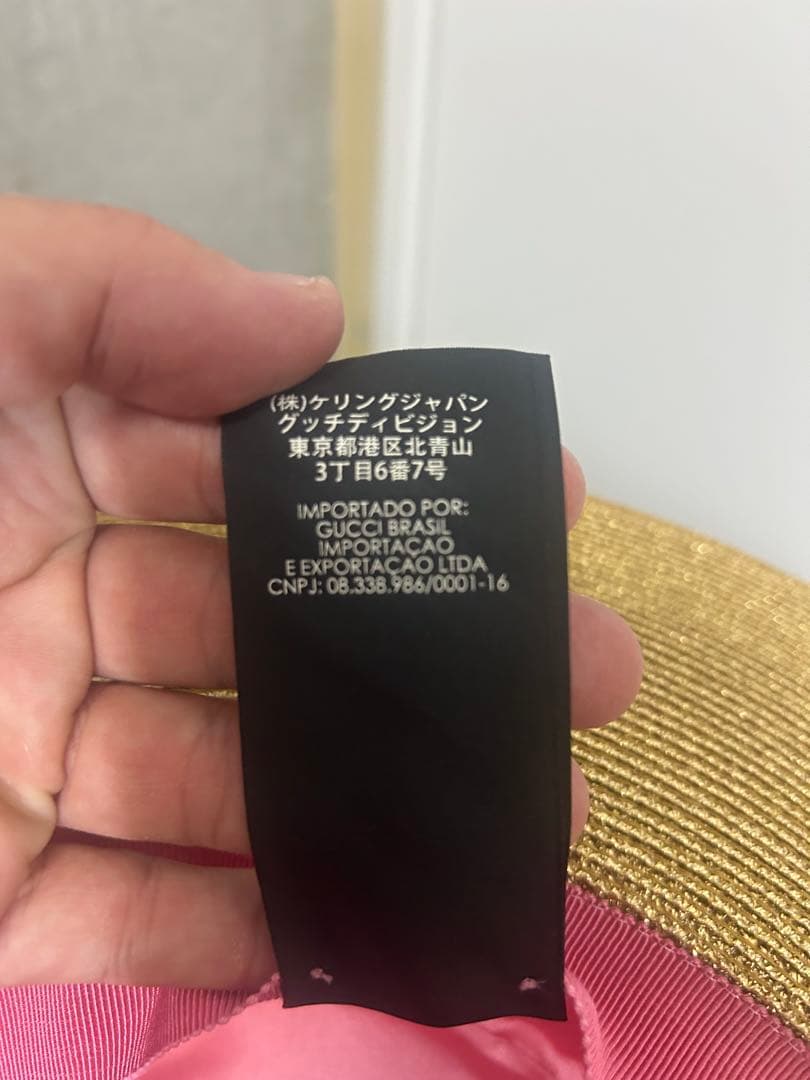 (株)ケリングジャパン
グッチディビジョン
東京都港区北青山
3丁目6番7号
IMPORTADO POR:
GUCCI BRASIL
IMPORTAÇAO
E EXPORTAÇAO LTDA
CNPJ: 08.338.986/0001-16